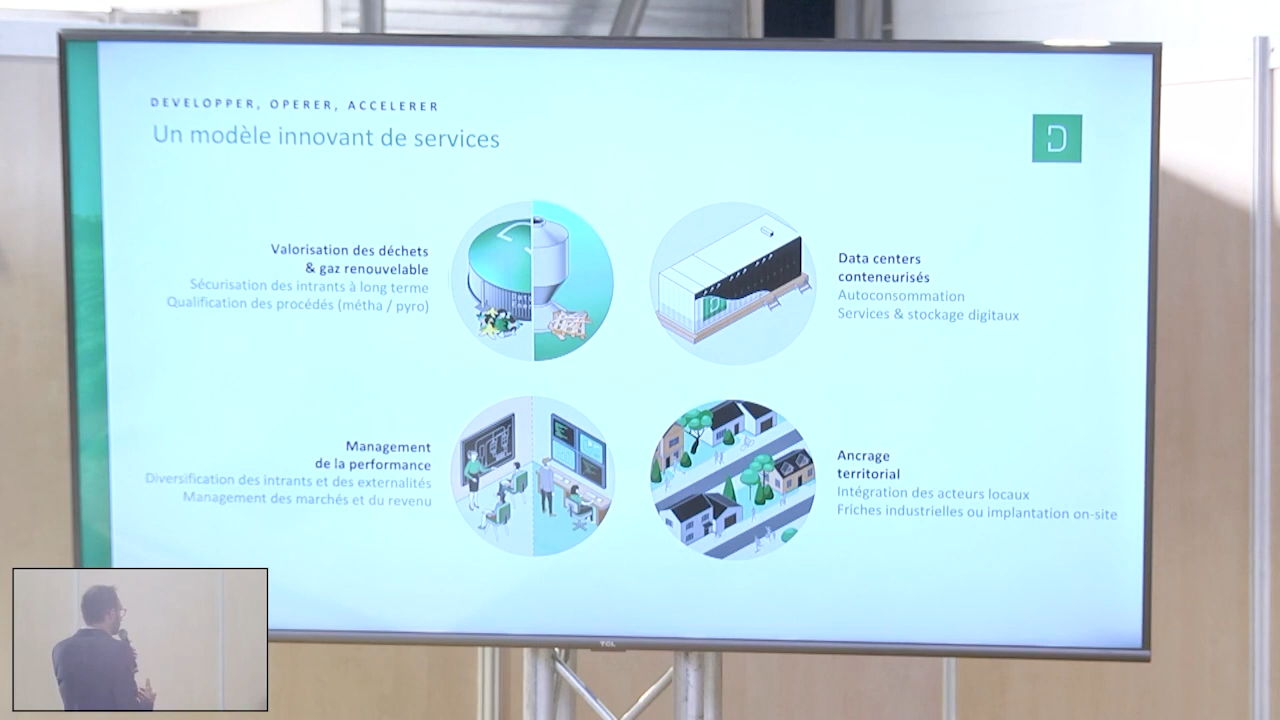 DEVELOPPER, OPERER, ACCELERER
Un modèle innovant de services
D
Valorisation des déchets
& gaz renouvelable
Sécurisation des intrants à long terme
Qualification des procédés (métha / pyro)
Data centers
conteneurisés
Autoconsommation
Services & stockage digitaux
Management
de la performance
Diversification des intrants et des externalités
Management des marchés et du revenu
Ancrage
territorial
Intégration des acteurs locaux
Friches industrielles ou implantation on-site
TCL